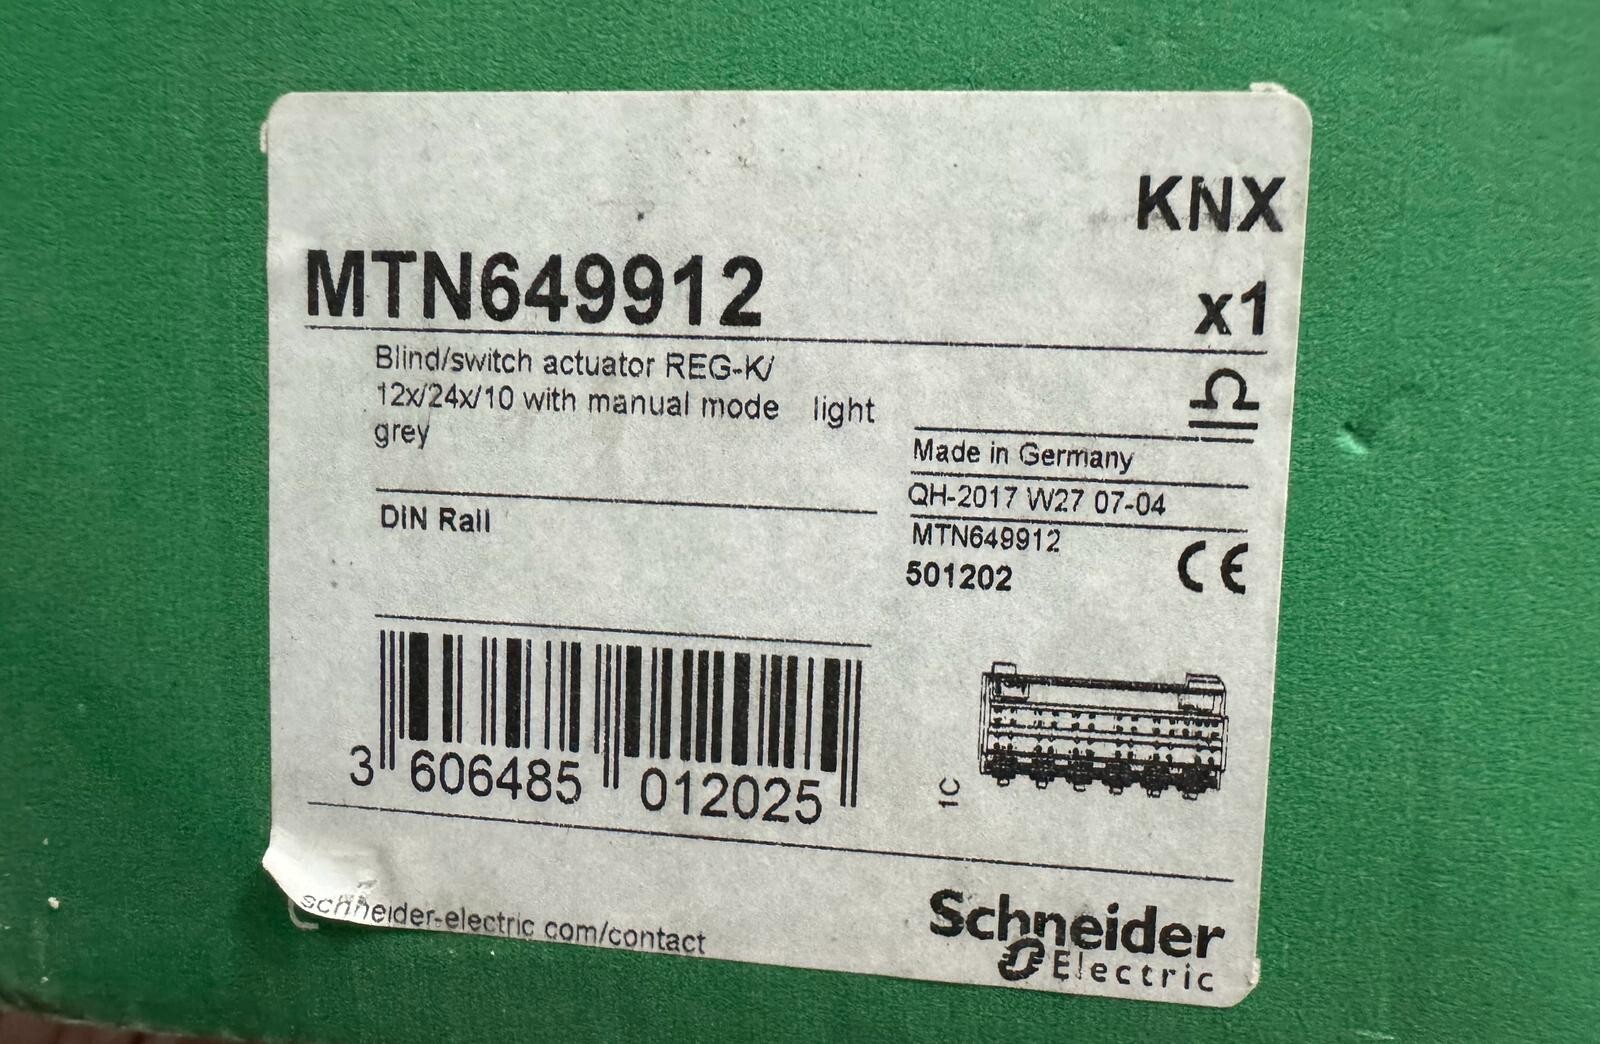 KNX
MTN649912
x1
Blind/switch actuator REG-K/
12x/24x/10 with manual mode light
grey
Made in Germany
QH-2017 W27 07-04
DIN Rail
MTN649912
501202
CE
3 606485 012025
1C
schneider-electric com/contact
Schneider
Electric